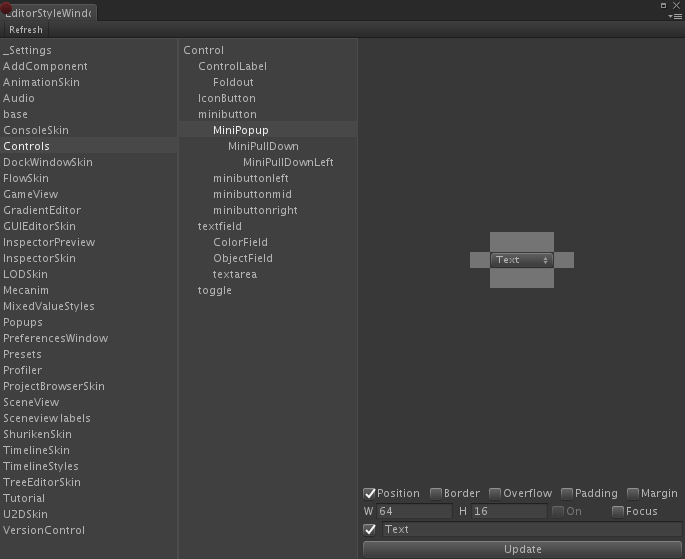 EditorStyleWindo
Refresh
_Settings
AddComponent
AnimationSkin
Audio
base
ConsoleSkin
Controls
DockWindowSkin
FlowSkin
GameView
GradientEditor
GUIEditorSkin
InspectorPreview
InspectorSkin
LODSkin
Mecanim
MixedValueStyles
Popups
PreferencesWindow
Presets
Profiler
ProjectBrowserSkin
SceneView
Sceneview labels
ShurikenSkin
TimelineSkin
TimelineStyles
TreeEditorSkin
Tutorial
U2DSkin
VersionControl
Control
ControlLabel
Foldout
IconButton
minibutton
MiniPopup
MiniPullDown
MiniPullDownLeft
minibuttonleft
minibuttonmid
minibuttonright
textfield
ColorField
ObjectField
textarea
toggle
Text
Position Border Overflow Padding Margin
W 64 H 16 On Focus
Text
Update